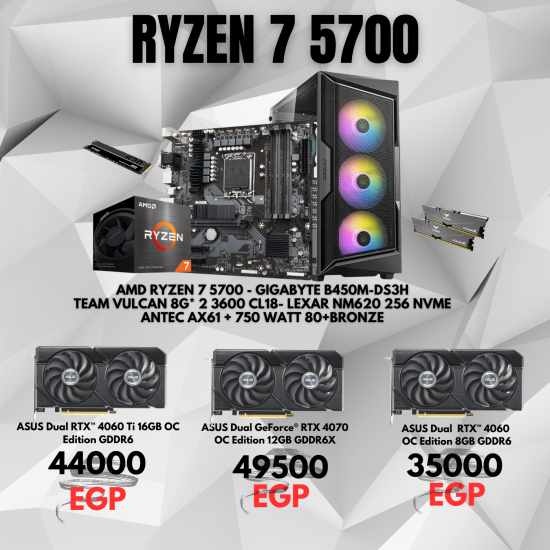 RYZEN 7 5700
AMD
RYZEN
7
AMD RYZEN 7 5700 - GIGABYTE B450M-DS3H
TEAM VULCAN 8G* 2 3600 CL18- LEXAR NM620 256 NVME
ANTEC AX61 + 750 WATT 80+BRONZE
ASUS Dual RTX™ 4060 Ti 16GB OC
Edition GDDR6
44000
EGP
ASUS Dual GeForce® RTX 4070
OC Edition 12GB GDDR6X
49500
EGP
ASUS Dual RTX™ 4060
OC Edition 8GB GDDR6
35000
EGP